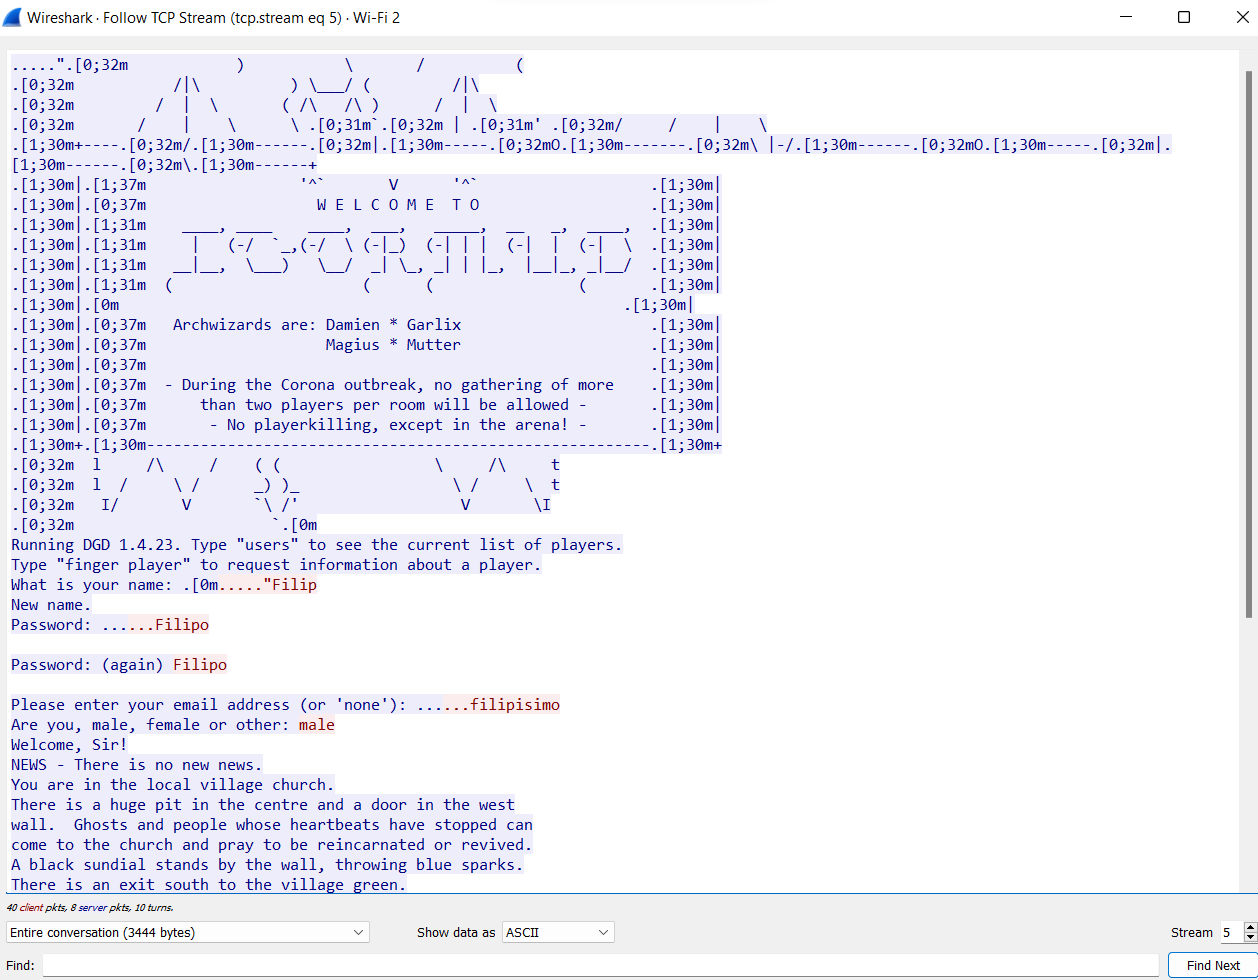 Wireshark · Follow TCP Stream (tcp.stream eq 5) · Wi-Fi 2
.....".[0;32m            )           \       /          (
.[0;32m           /|\          ) \___/ (         /|\
.[0;32m         /  |  \       ( /\   /\ )      /  |  \
.[0;32m       /    |    \      \ .[0;31m`.[0;32m | .[0;31m' .[0;32m/     /    |    \
.[1;30m+----.[0;32m/.[1;30m------.[0;32m|.[1;30m-----.[0;32mO.[1;30m-------.[0;32m\ |-/.[1;30m------.[0;32mO.[1;30m-----.[0;32m|.
[1;30m------.[0;32m\.[1;30m------+
.[1;30m|.[1;37m                 '^`       V      '^`                   .[1;30m|
.[1;30m|.[0;37m                   W E L C O M E  T O                   .[1;30m|
.[1;30m|.[1;31m    ____, ____    ____,  ___,   _____,  __   _,  ____,  .[1;30m|
.[1;30m|.[1;31m     |   (-/  `_,(-/  \ (-|_)  (-| | |  (-|  |  (-|  \  .[1;30m|
.[1;30m|.[1;31m   __|__,  \___)   \__/  _| \_, _| | |_,  |__|_, _|__/  .[1;30m|
.[1;30m|.[1;31m  (                     (      (                (       .[1;30m|
.[1;30m|.[0m                                                        .[1;30m|
.[1;30m|.[0;37m   Archwizards are: Damien * Garlix                     .[1;30m|
.[1;30m|.[0;37m                    Magius * Mutter                     .[1;30m|
.[1;30m|.[0;37m                                                        .[1;30m|
.[1;30m|.[0;37m  - During the Corona outbreak, no gathering of more    .[1;30m|
.[1;30m|.[0;37m      than two players per room will be allowed -       .[1;30m|
.[1;30m|.[0;37m       - No playerkilling, except in the arena! -       .[1;30m|
.[1;30m+.[1;30m--------------------------------------------------------.[1;30m+
.[0;32m  l     /\     /    ( (                 \     /\     t
.[0;32m  l  /     \ /      _) )_                 \ /     \  t
.[0;32m   I/       V       `\ /'                  V       \I
.[0;32m                      `.[0m
Running DGD 1.4.23. Type "users" to see the current list of players.
Type "finger player" to request information about a player.
What is your name: .[0m....."Filip
New name.
Password: ......Filipo
Password: (again) Filipo
Please enter your email address (or 'none'): ......filipisimo
Are you, male, female or other: male
Welcome, Sir!
NEWS - There is no new news.
You are in the local village church.
There is a huge pit in the centre and a door in the west
wall.  Ghosts and people whose heartbeats have stopped can
come to the church and pray to be reincarnated or revived.
A black sundial stands by the wall, throwing blue sparks.
There is an exit south to the village green.
40 client pkts, 8 server pkts, 10 turns.
Entire conversation (3444 bytes) Show data as ASCII Stream 5
Find: Find Next